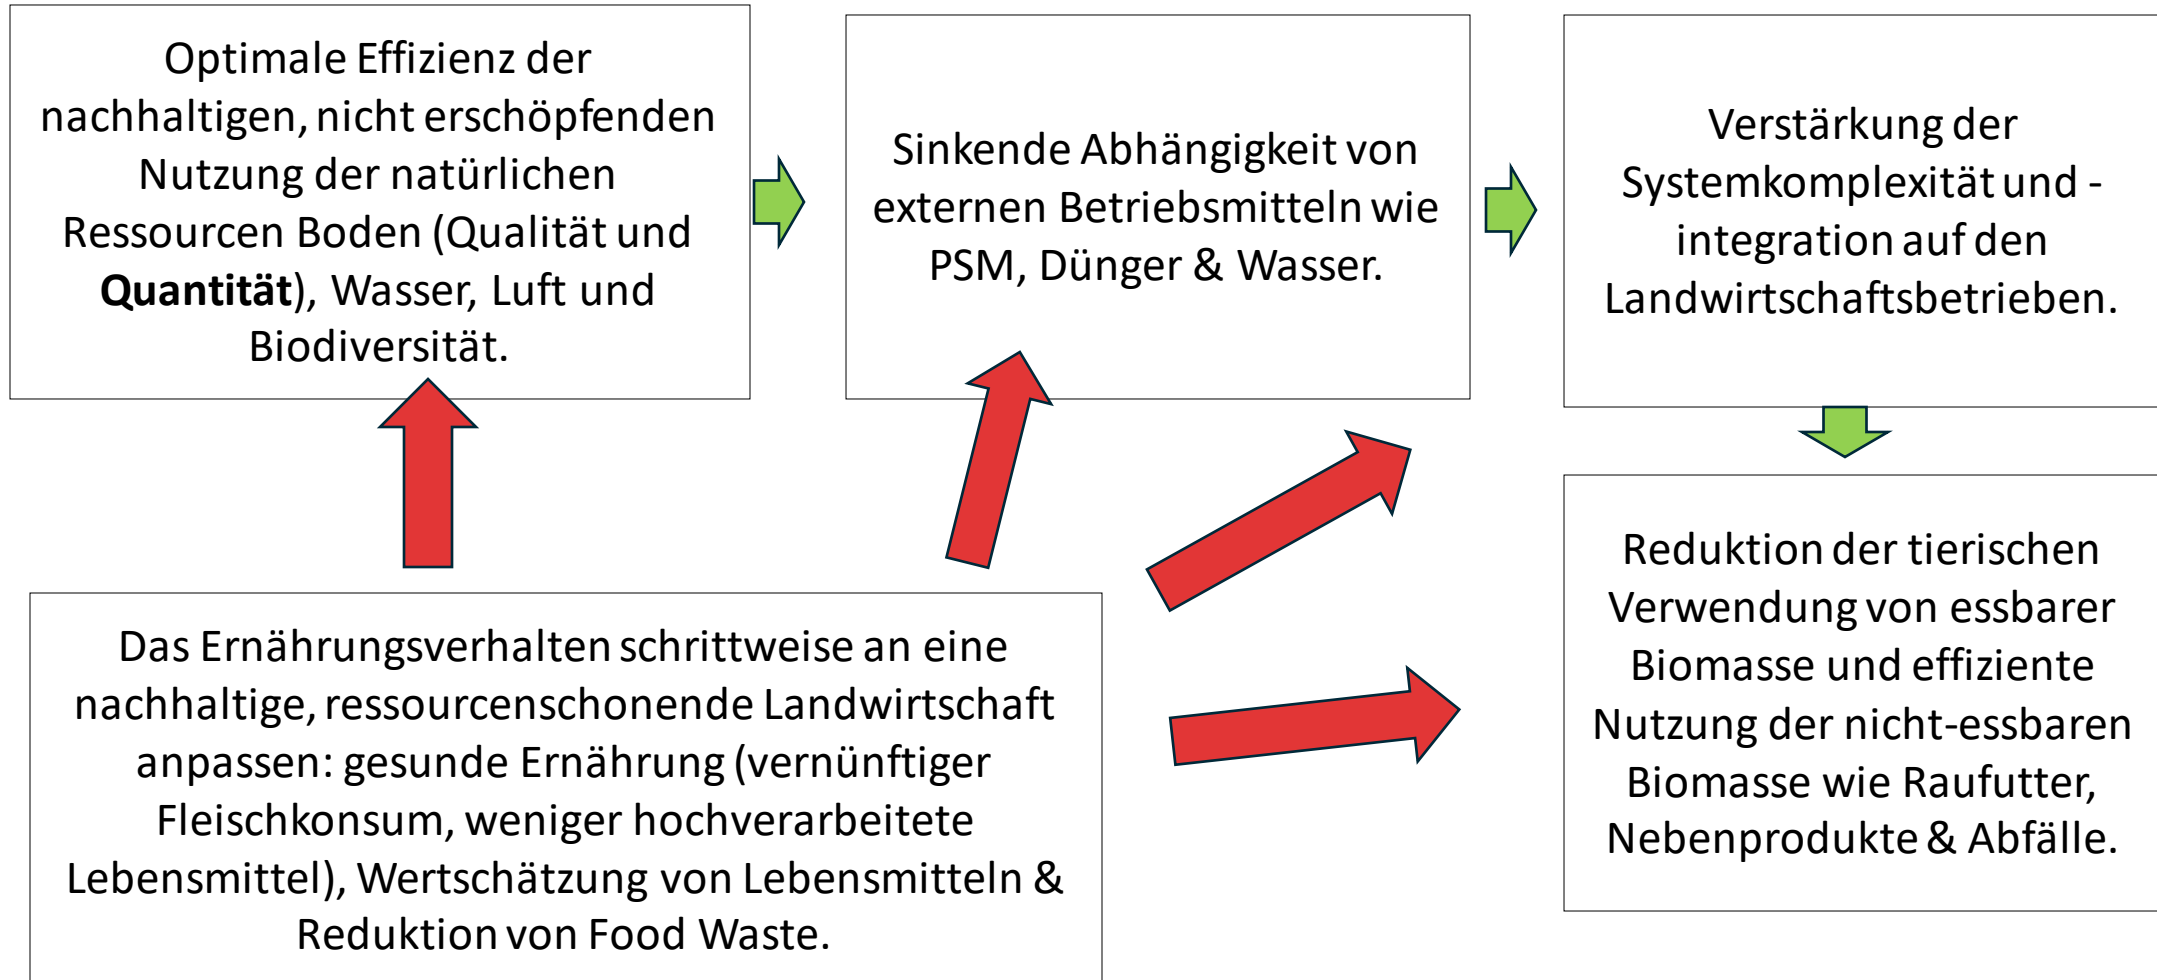 Optimale Effizienz der
nachhaltigen, nicht erschöpfenden
Nutzung der natürlichen
Ressourcen Boden (Qualität und
Quantität), Wasser, Luft und
Biodiversität.
Sinkende Abhängigkeit von
externen Betriebsmitteln wie
PSM, Dünger & Wasser.
Verstärkung der
Systemkomplexität und -
integration auf den
Landwirtschaftsbetrieben.
Das Ernährungsverhalten schrittweise an eine
nachhaltige, ressourcenschonende Landwirtschaft
anpassen: gesunde Ernährung (vernünftiger
Fleischkonsum, weniger hochverarbeitete
Lebensmittel), Wertschätzung von Lebensmitteln &
Reduktion von Food Waste.
Reduktion der tierischen
Verwendung von essbarer
Biomasse und effiziente
Nutzung der nicht-essbaren
Biomasse wie Raufutter,
Nebenprodukte & Abfälle.